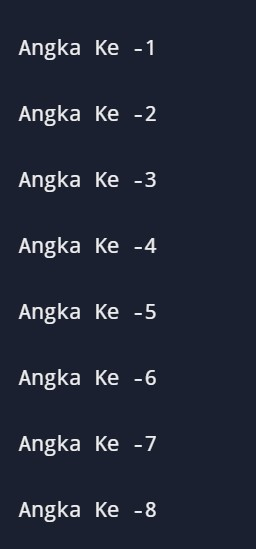 Angka Ke -1
Angka Ke -2
Angka Ke -3
Angka Ke -4
Angka Ke -5
Angka Ke -6
Angka Ke -7
Angka Ke -8